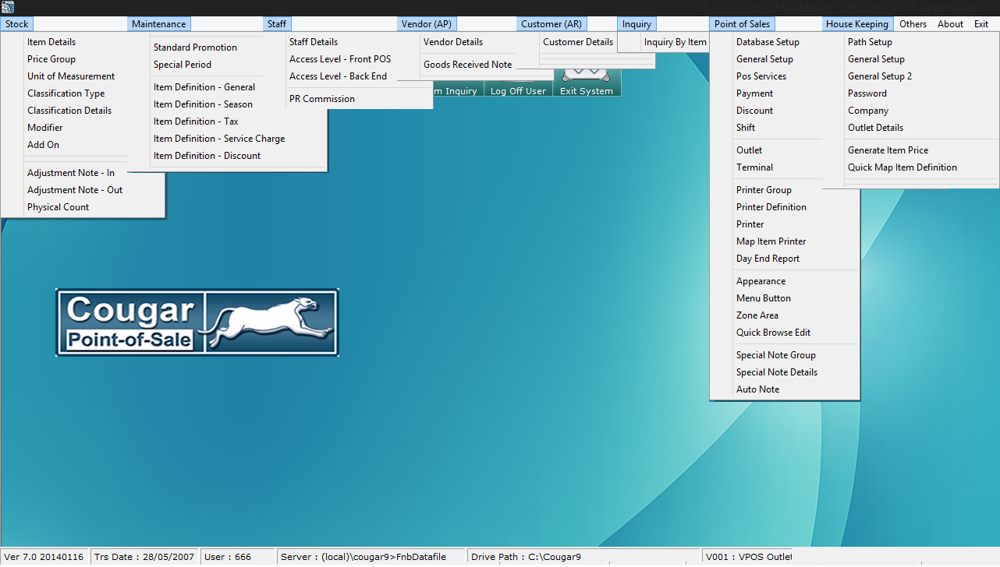 [DEALER VERSION] VSTK System Version
Stock Maintenance Staff Vendor (AP) Customer (AR) Inquiry Point of Sales House Keeping Others About Exit
Item Details
Price Group
Unit of Measurement
Classification Type
Classification Details
Modifier
Add On
Adjustment Note - In
Adjustment Note - Out
Physical Count
Standard Promotion
Special Period
Item Definition - General
Item Definition - Season
Item Definition - Tax
Item Definition - Service Charge
Item Definition - Discount
Staff Details
Access Level - Front POS
Access Level - Back End
PR Commission
Vendor Details
Goods Received Note
Customer Details
Inquiry By Item
m Inquiry
Log Off User
Exit System
Database Setup
General Setup
Pos Services
Payment
Discount
Shift
Outlet
Terminal
Printer Group
Printer Definition
Printer
Map Item Printer
Day End Report
Appearance
Menu Button
Zone Area
Quick Browse Edit
Special Note Group
Special Note Details
Auto Note
Path Setup
General Setup
General Setup 2
Password
Company
Outlet Details
Generate Item Price
Quick Map Item Definition
Cougar
Point-of-Sale
Ver 7.0 20140116 Trs Date : 28/05/2007 User : 666 Server : (local)\cougar9>FnbDatafile Drive Path : C:\Cougar9 V001 : VPOS Outlet